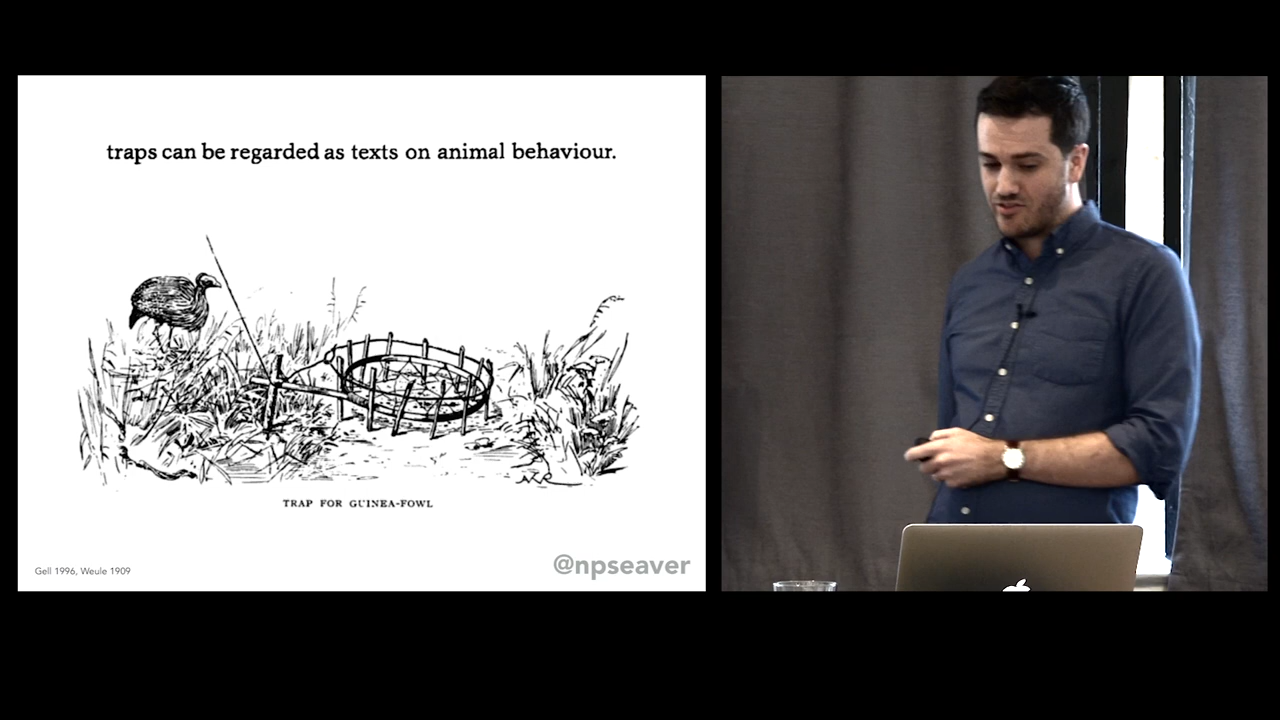 traps can be regarded as texts on animal behaviour.
TRAP FOR GUINEA-FOWL
Gell 1996, Weule 1909
@npseaver